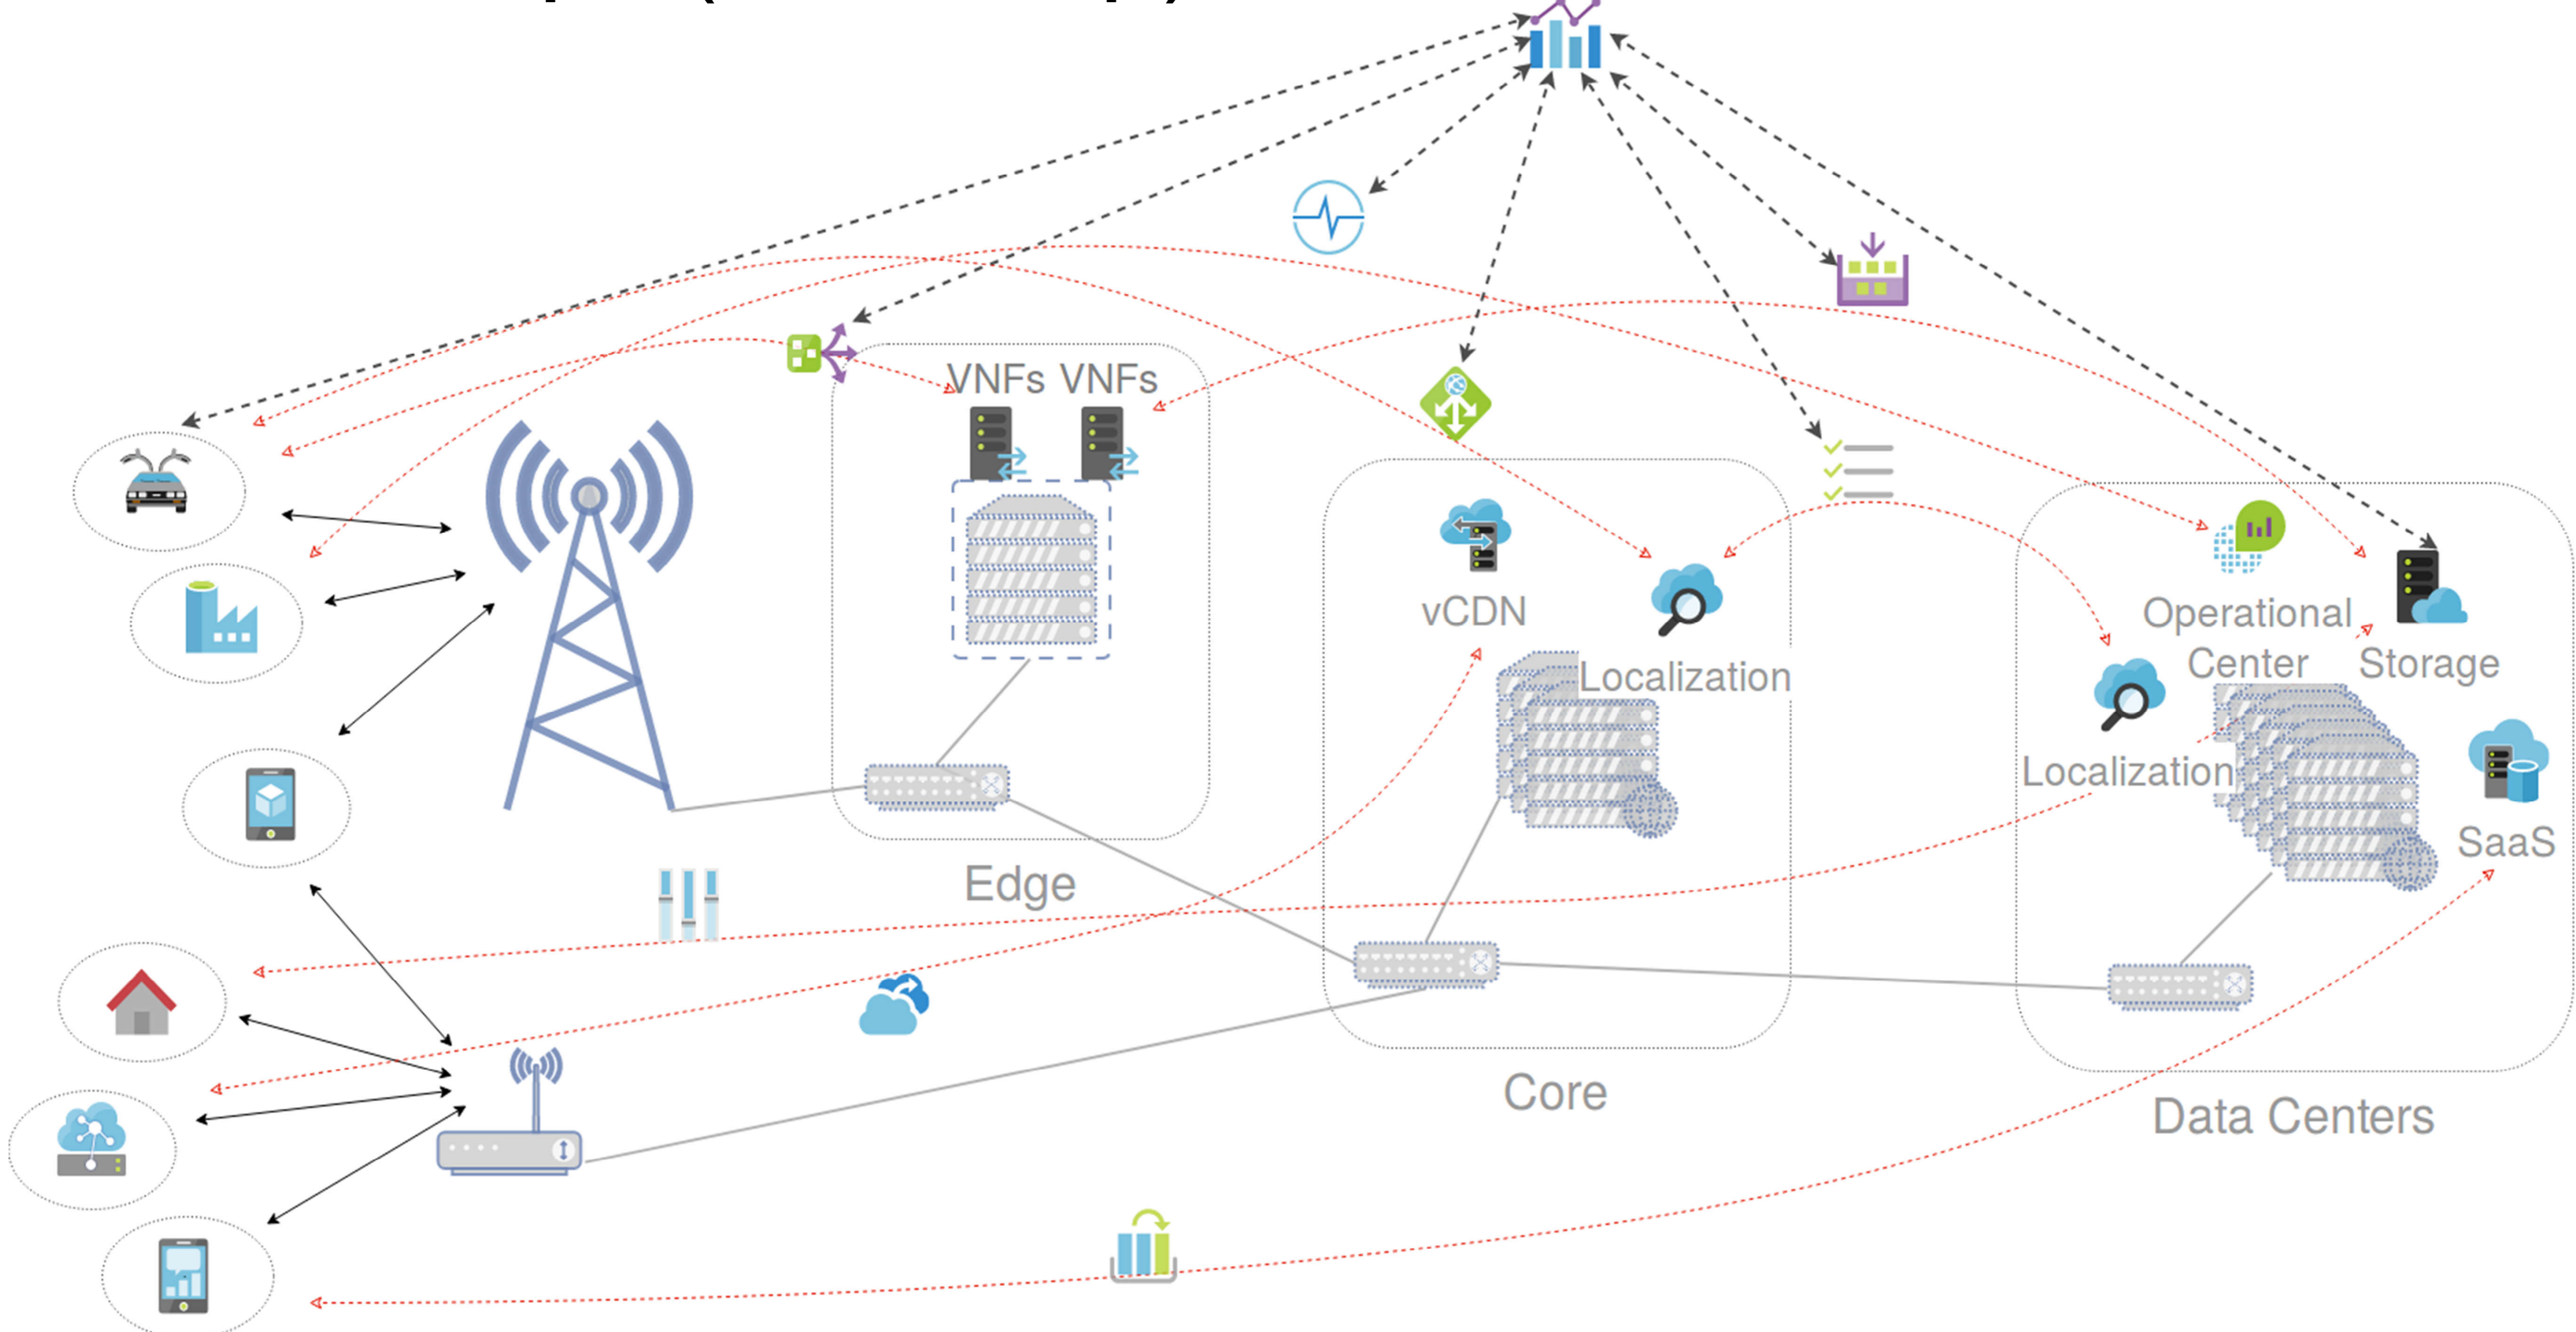 VNFs VNFs
vCDN
Localization
Operational
Center
Storage
Localization
SaaS
Edge
Core
Data Centers